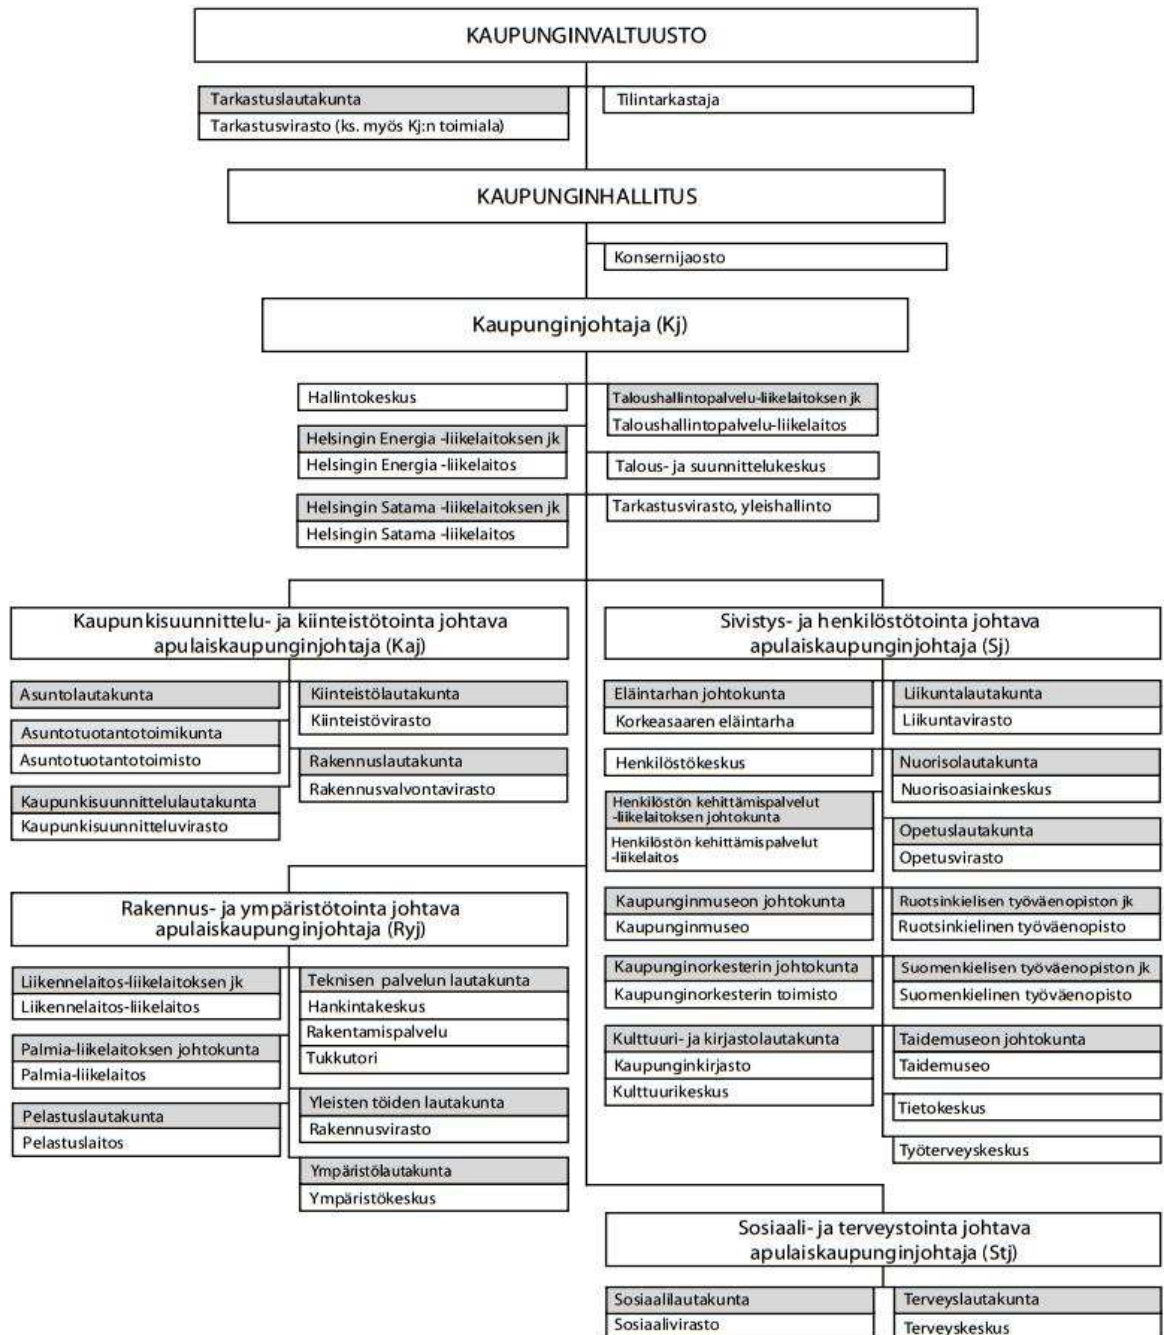 KAUPUNGINVALTUUSTO
Tarkastuslautakunta
Tarkastusvirasto (ks. myös Kj:n toimiala)
Tilintarkastaja
KAUPUNGINHALLITUS
Konsernijaosto
Kaupunginjohtaja (Kj)
Hallintokeskus
Helsingin Energia -liikelaitoksen jk
Helsingin Energia -liikelaitos
Helsingin Satama -liikelaitoksen jk
Helsingin Satama -liikelaitos
Taloushallintopalvelu-liikelaitoksen jk
Taloushallintopalvelu-liikelaitos
Talous- ja suunnittelukeskus
Tarkastusvirasto, yleishallinto
Kaupunkisuunnittelu- ja kiinteistötointa johtava
apulaiskaupunginjohtaja (Kaj)
Asuntolautakunta
Asuntotuotantotoimikunta
Asuntotuotantotoimisto
Kaupunkisuunnittelulautakunta
Kaupunkisuunnitteluvirasto
Kiinteistölautakunta
Kiinteistövirasto
Rakennuslautakunta
Rakennusvalvontavirasto
Sivistys- ja henkilöstötointa johtava
apulaiskaupunginjohtaja (Sj)
Eläintarhan johtokunta
Korkeasaaren eläintarha
Henkilöstökeskus
Henkilöstön kehittämispalvelut
-liikelaitoksen johtokunta
Henkilöstön kehittämispalvelut
-liikelaitos
Kaupunginmuseon johtokunta
Kaupunginmuseo
Kaupunginorkesterin johtokunta
Kaupunginorkesterin toimisto
Kulttuuri- ja kirjastolautakunta
Kaupunginkirjasto
Kulttuurikeskus
Liikuntalautakunta
Liikuntavirasto
Nuorisolautakunta
Nuorisoasiainkeskus
Opetuslautakunta
Opetusvirasto
Ruotsinkielisen työväenopiston jk
Ruotsinkielinen työväenopisto
Suomenkielisen työväenopiston jk
Suomenkielinen työväenopisto
Taidemuseon johtokunta
Taidemuseo
Tietokeskus
Työterveyskeskus
Rakennus- ja ympäristötointa johtava
apulaiskaupunginjohtaja (Ryj)
Liikennelaitos-liikelaitoksen jk
Liikennelaitos-liikelaitos
Palmia-liikelaitoksen johtokunta
Palmia-liikelaitos
Pelastuslautakunta
Pelastuslaitos
Teknisen palvelun lautakunta
Hankintakeskus
Rakentamispalvelu
Tukkutori
Yleisten töiden lautakunta
Rakennusvirasto
Ympäristölautakunta
Ympäristökeskus
Sosiaali- ja terveystointa johtava
apulaiskaupunginjohtaja (Stj)
Sosiaalilautakunta
Sosiaalivirasto
Terveyslautakunta
Terveyskeskus